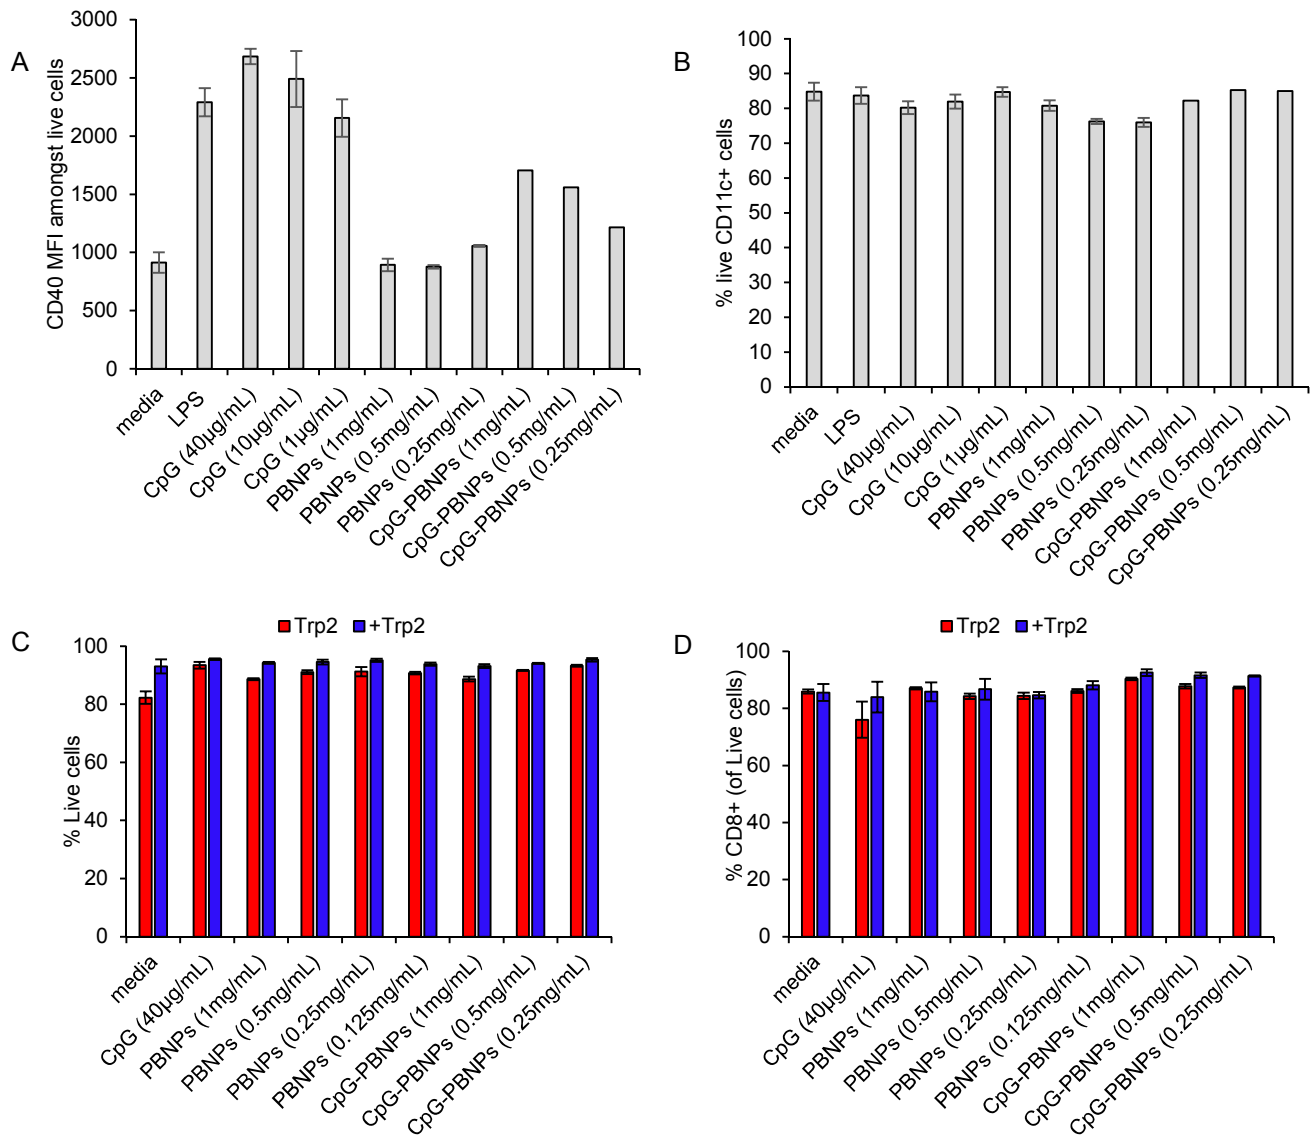 A
CD40 MFI amongst live cells
3000
2500
2000
1500
1000
500
0
media
LPS
CpG (40µg/mL)
CpG (10µg/mL)
CpG (1µg/mL)
PBNPs (1mg/mL)
PBNPs (0.5mg/mL)
PBNPs (0.25mg/mL)
CpG-PBNPs (1mg/mL)
CpG-PBNPs (0.5mg/mL)
CpG-PBNPs (0.25mg/mL)
B
% live CD11c+ cells
100
90
80
70
60
50
40
30
20
10
0
media
LPS
CpG (40µg/mL)
CpG (10µg/mL)
CpG (1µg/mL)
PBNPs (1mg/mL)
PBNPs (0.5mg/mL)
PBNPs (0.25mg/mL)
CpG-PBNPs (1mg/mL)
CpG-PBNPs (0.5mg/mL)
CpG-PBNPs (0.25mg/mL)
C
Trp2 +Trp2
% Live cells
100
80
60
40
20
0
media
CpG (40µg/mL)
PBNPs (1mg/mL)
PBNPs (0.5mg/mL)
PBNPs (0.25mg/mL)
PBNPs (0.125mg/mL)
CpG-PBNPs (1mg/mL)
CpG-PBNPs (0.5mg/mL)
CpG-PBNPs (0.25mg/mL)
D
Trp2 +Trp2
% CD8+ (of Live cells)
100
80
60
40
20
0
media
CpG (40µg/mL)
PBNPs (1mg/mL)
PBNPs (0.5mg/mL)
PBNPs (0.25mg/mL)
PBNPs (0.125mg/mL)
CpG-PBNPs (1mg/mL)
CpG-PBNPs (0.5mg/mL)
CpG-PBNPs (0.25mg/mL)